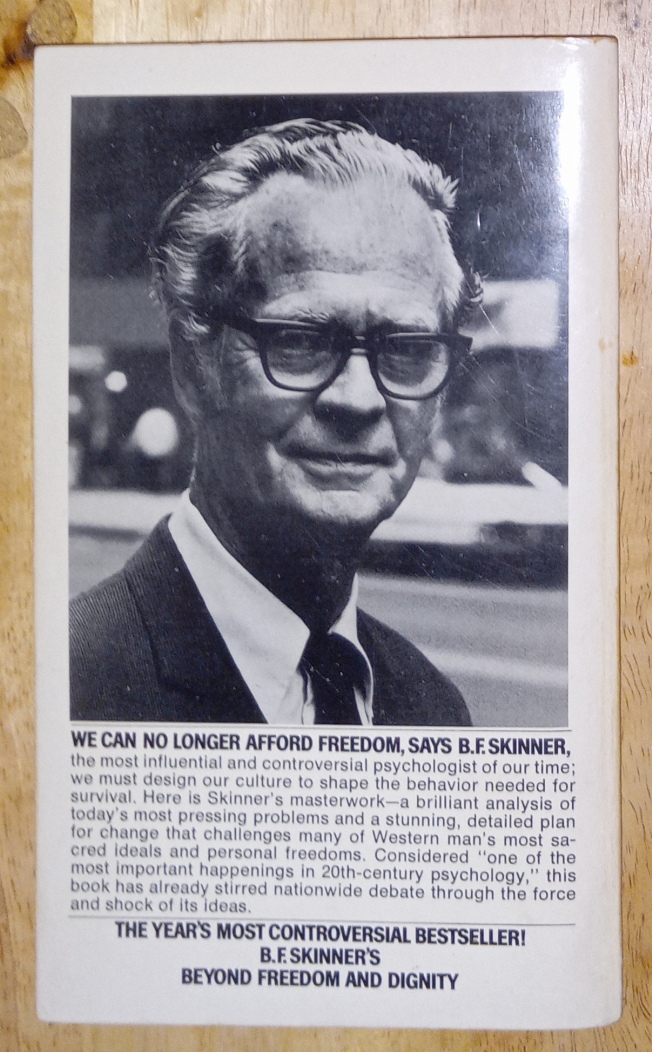 WE CAN NO LONGER AFFORD FREEDOM, SAYS B.F. SKINNER,
the most influential and controversial psychologist of our time;
we must design our culture to shape the behavior needed for
survival. Here is Skinner's masterwork—a brilliant analysis of
today's most pressing problems and a stunning, detailed plan
for change that challenges many of Western man's most sa-
cred ideals and personal freedoms. Considered "one of the
most important happenings in 20th-century psychology," this
book has already stirred nationwide debate through the force
and shock of its ideas.
THE YEAR'S MOST CONTROVERSIAL BESTSELLER!
B.F. SKINNER'S
BEYOND FREEDOM AND DIGNITY